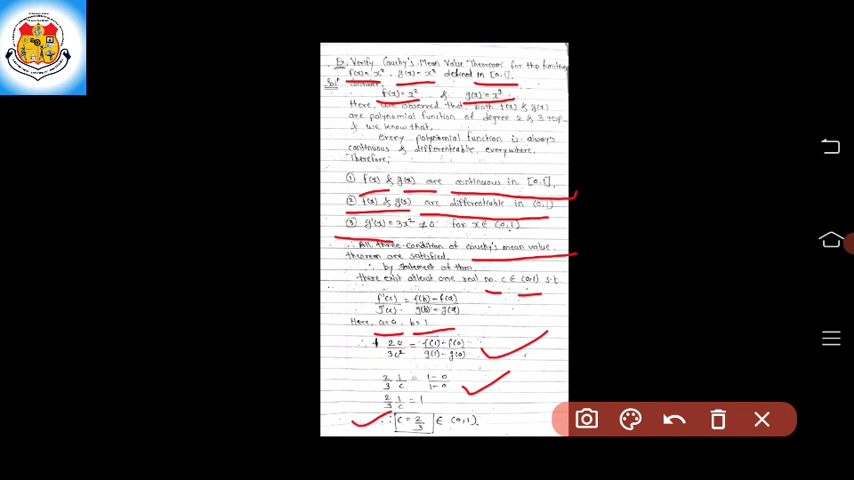 Ex. Verify Cauchy's Mean Value Theorem for the function
f(x) = x², g(x) = x³ defined in [0,1].
Solⁿ Consider
f(x) = x² & g(x) = x³
Here, we observed that, both f(x) & g(x)
are polynomial function of degree 2 & 3 resp.
& we know that,
every polynomial function is always
continuous & differentiable, everywhere.
Therefore,
① f(x) & g(x) are continuous in [0,1].
② f(x) & g(x) are differentiable in (0,1)
③ g'(x) = 3x² ≠ 0 for x ∈ (0,1)
∴ All three condition of Cauchy's mean value
theorem are satisfied.
∴ by statement of thm
there exist atleast one real no. c ∈ (0,1) s.t.
f'(c)/g'(c) = f(b) - f(a)/g(b) - g(a)
Here, a=0, b=1
∴ 2c/3c² = f(1) - f(0)/g(1) - g(0)
2/3 1/c = 1-0/1-0
2/3 1/c = 1
∴ c = 2/3 ∈ (0,1).